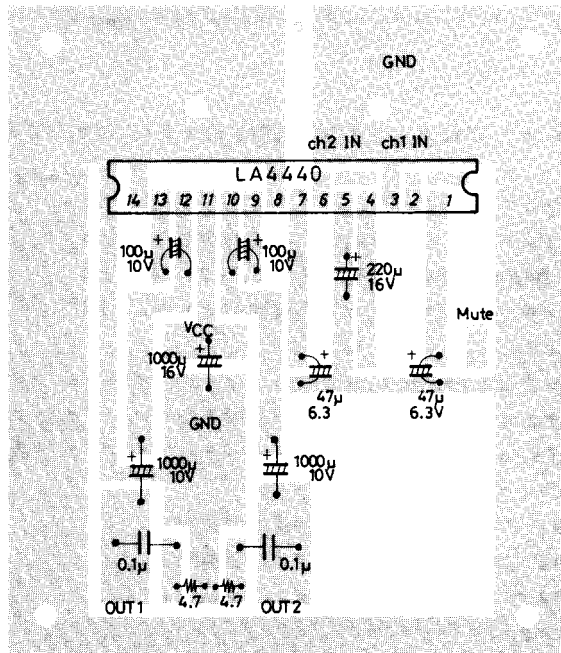 GND
ch2 IN ch1 IN
LA4440
14 13 12 11 10 9 8 7 6 5 4 3 2 1
+
100μ
10V
+
100μ
10V
+
220μ
16V
Mute
VCC
+
1000μ
16V
+
47μ
6.3
+
47μ
6.3V
GND
+
1000μ
10V
+
1000μ
10V
0.1μ
0.1μ
4.7 4.7
OUT1 OUT2